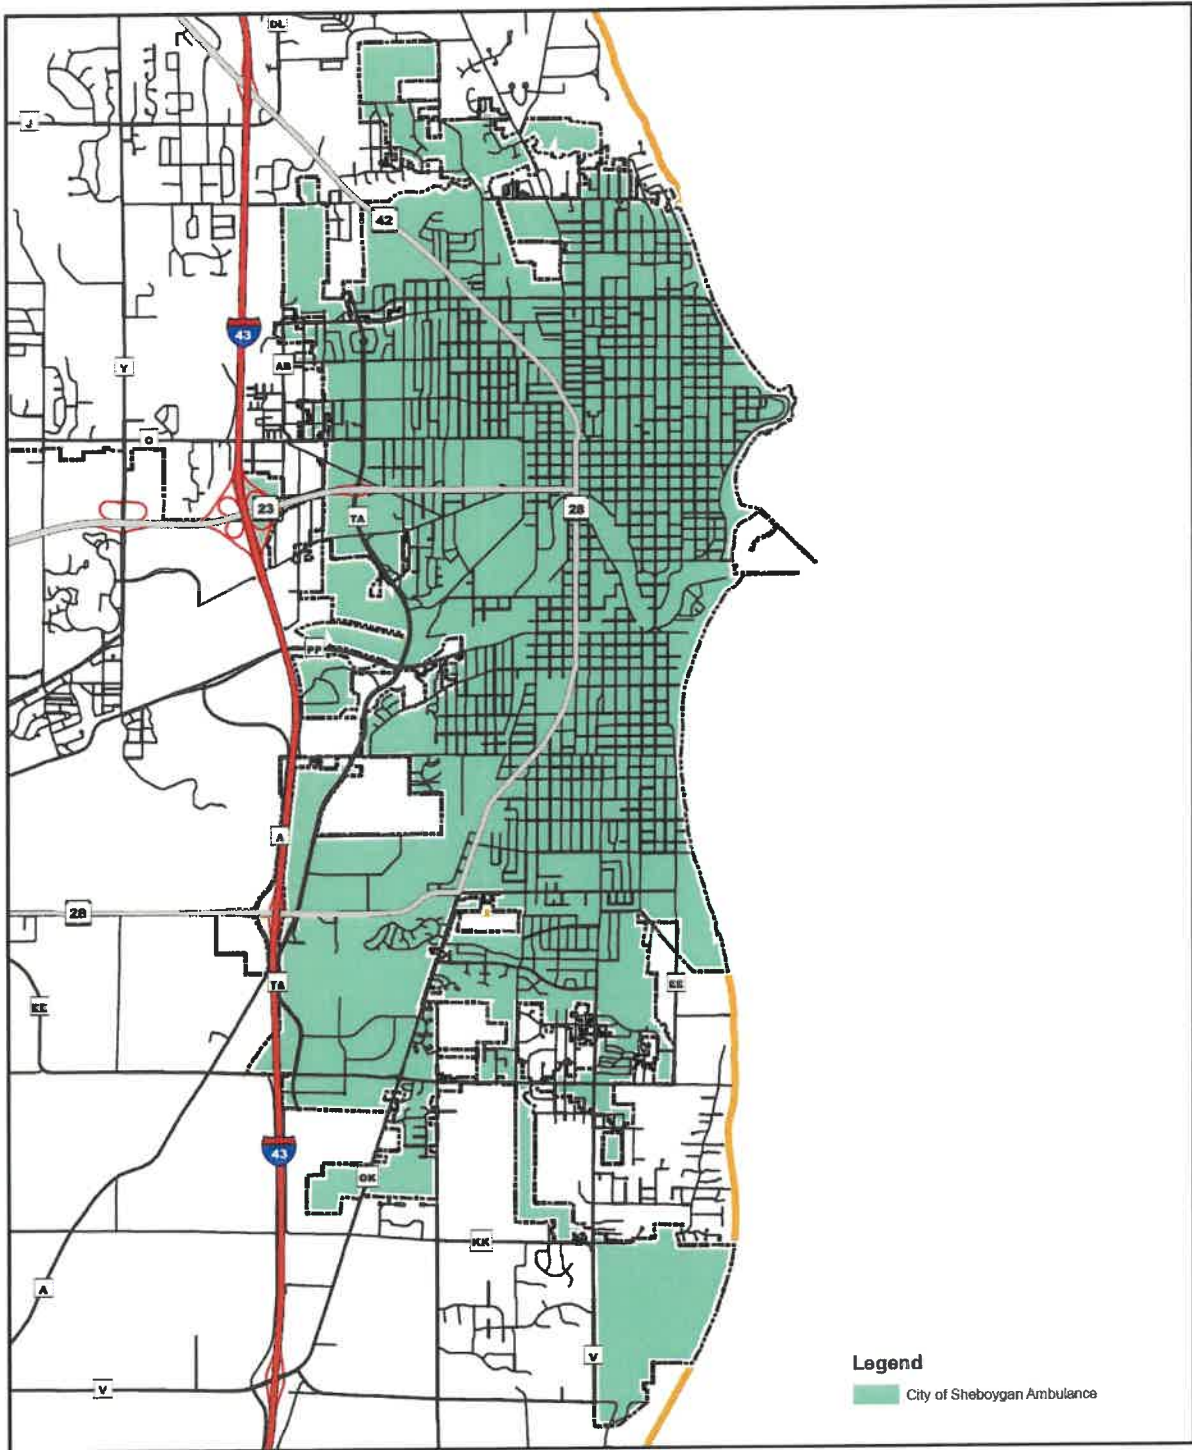 DL
J
42
43
Y
AB
O
23
TA
28
PP
A
28
TA
EE
KK
43
OK
KK
A
V
V
Legend
City of Sheboygan Ambulance